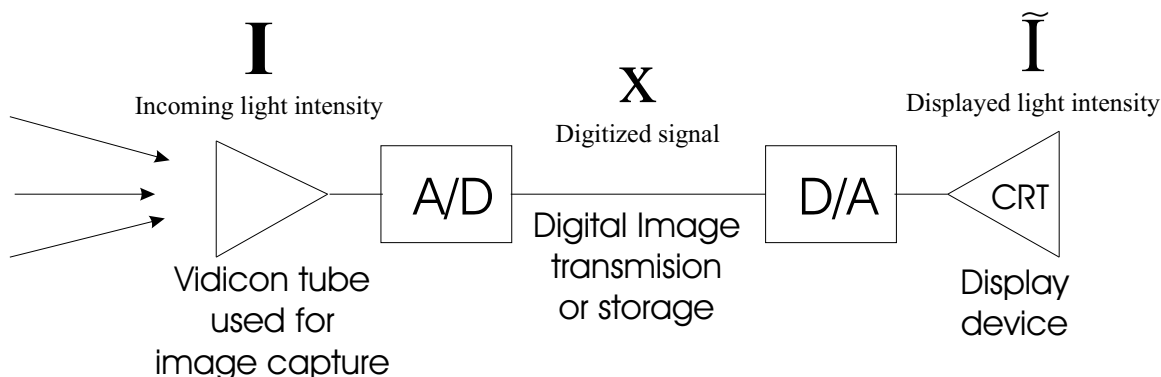 I
Incoming light intensity
X
Digitized signal
Ĩ
Displayed light intensity
A/D
D/A
CRT
Vidicon tube
used for
image capture
Digital Image
transmision
or storage
Display
device